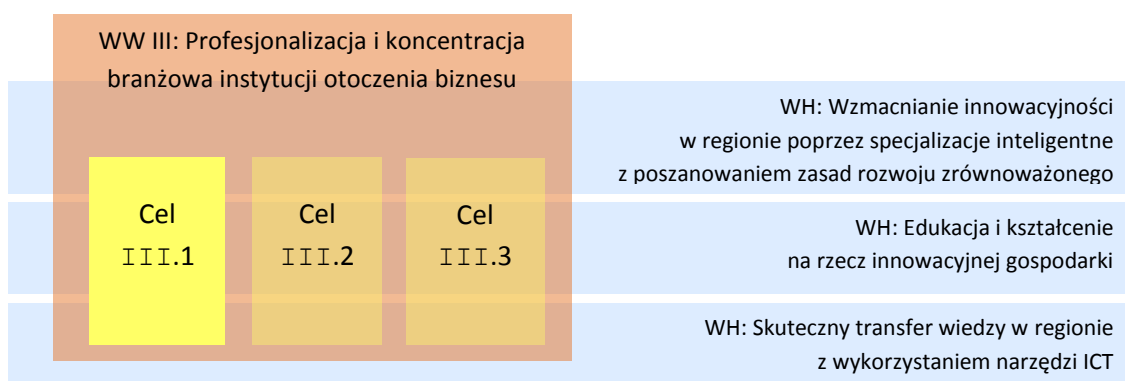 WW III: Profesjonalizacja i koncentracja
branżowa instytucji otoczenia biznesu
WH: Wzmacnianie innowacyjności
w regionie poprzez specjalizacje inteligentne
z poszanowaniem zasad rozwoju zrównoważonego
Cel
III.1
Cel
III.2
Cel
III.3
WH: Edukacja i kształcenie
na rzecz innowacyjnej gospodarki
WH: Skuteczny transfer wiedzy w regionie
z wykorzystaniem narzędzi ICT